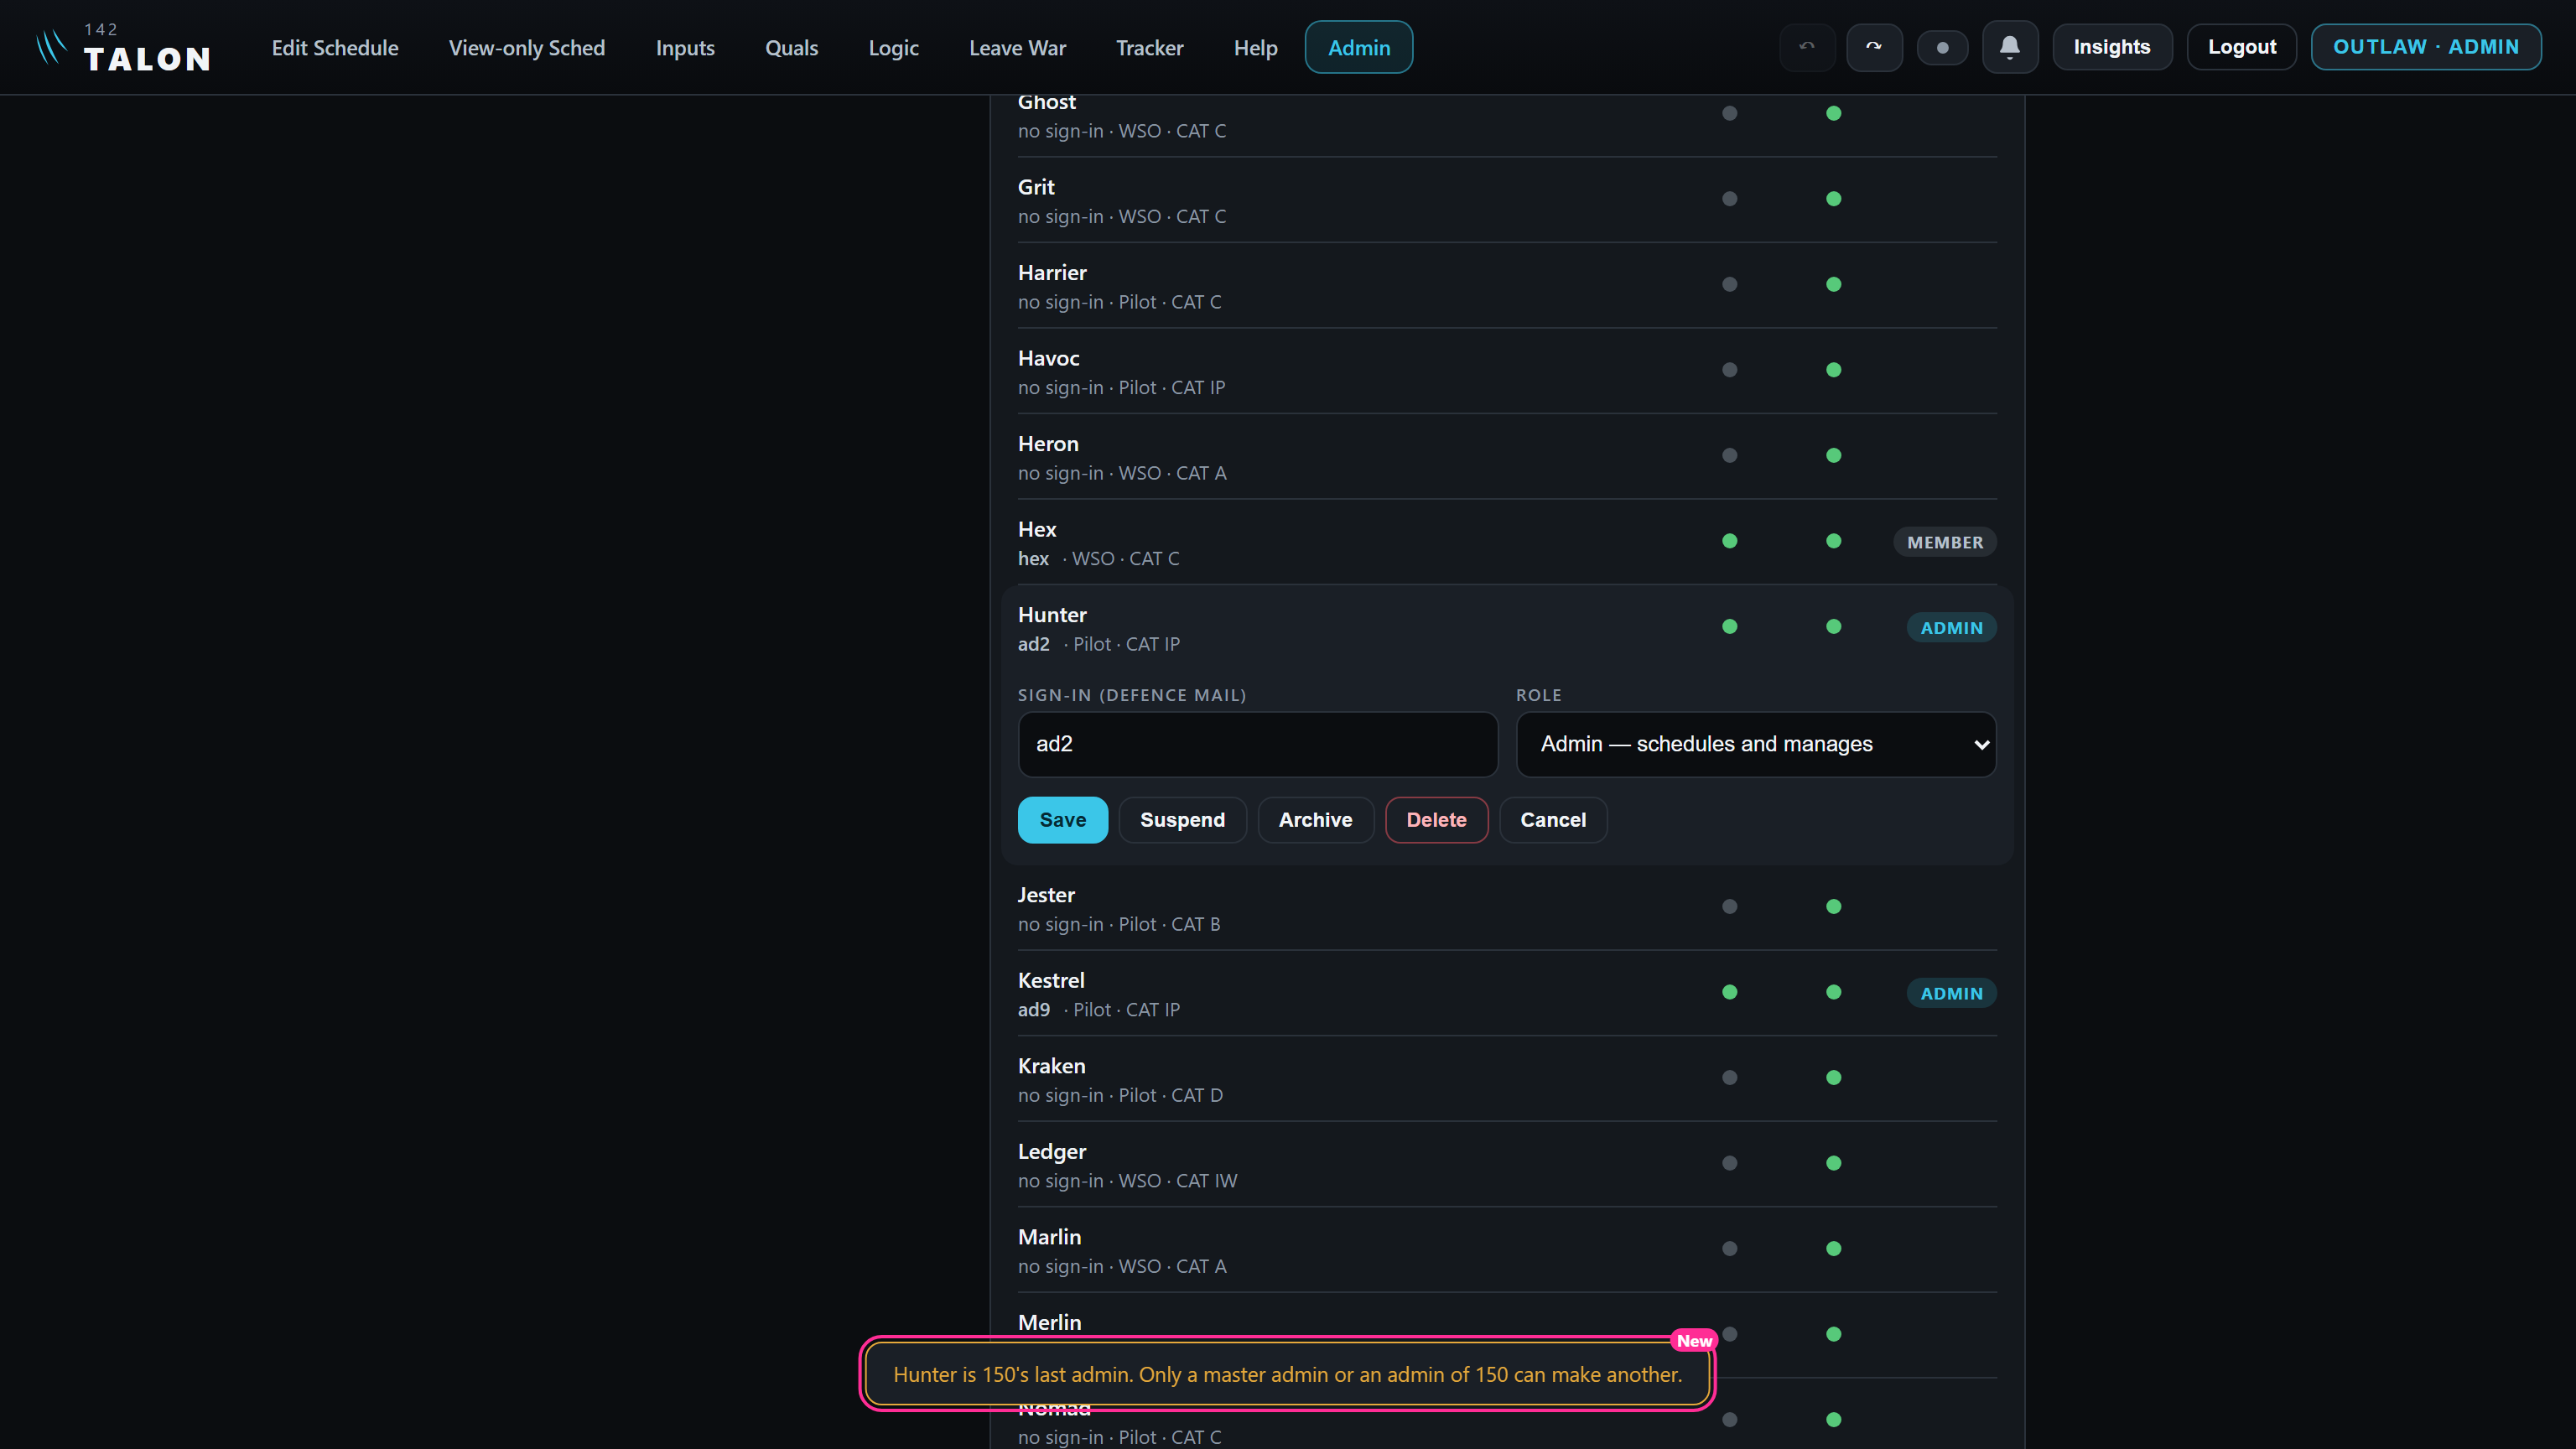 142
TALON
Edit Schedule
View-only Sched
Inputs
Quals
Logic
Leave War
Tracker
Help
Admin
Insights
Logout
OUTLAW · ADMIN
Ghost
no sign-in · WSO · CAT C
Grit
no sign-in · WSO · CAT C
Harrier
no sign-in · Pilot · CAT C
Havoc
no sign-in · Pilot · CAT IP
Heron
no sign-in · WSO · CAT A
Hex
hex · WSO · CAT C
MEMBER
Hunter
ad2 · Pilot · CAT IP
ADMIN
SIGN-IN (DEFENCE MAIL)
ROLE
ad2
Admin — schedules and manages
Save
Suspend
Archive
Delete
Cancel
Jester
no sign-in · Pilot · CAT B
Kestrel
ad9 · Pilot · CAT IP
ADMIN
Kraken
no sign-in · Pilot · CAT D
Ledger
no sign-in · WSO · CAT IW
Marlin
no sign-in · WSO · CAT A
Merlin
New
Hunter is 150's last admin. Only a master admin or an admin of 150 can make another.
Nomad
no sign-in · Pilot · CAT C